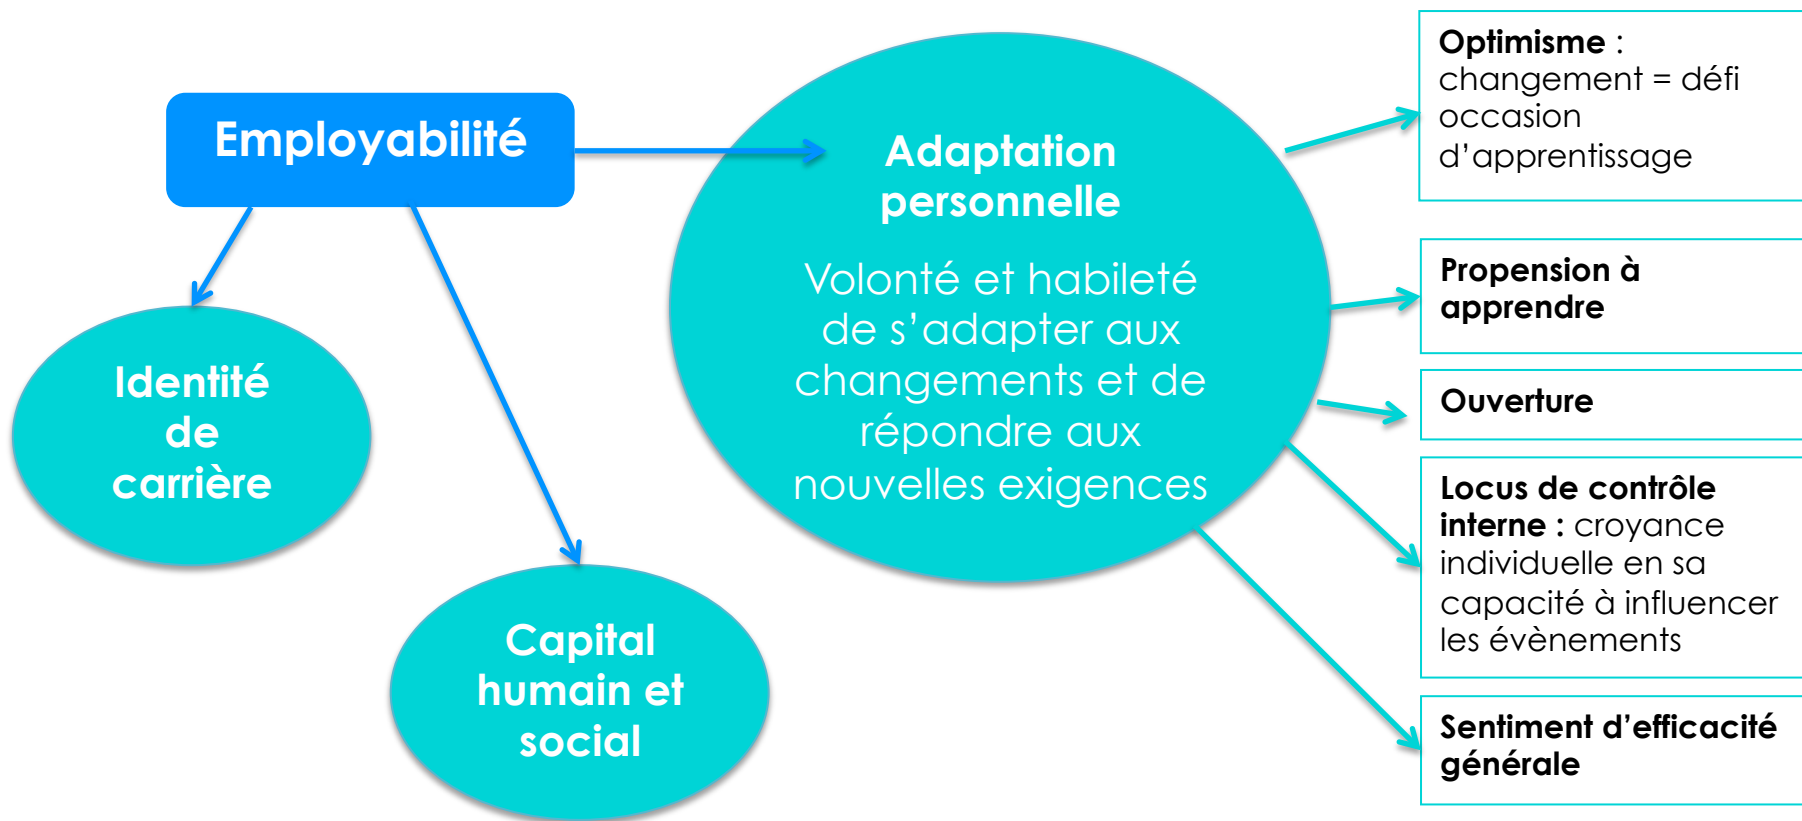 Employabilité
Identité
de
carrière
Capital
humain et
social
Adaptation
personnelle
Volonté et habileté
de s’adapter aux
changements et de
répondre aux
nouvelles exigences
Optimisme :
changement = défi
occasion
d’apprentissage
Propension à
apprendre
Ouverture
Locus de contrôle
interne : croyance
individuelle en sa
capacité à influencer
les évènements
Sentiment d’efficacité
générale